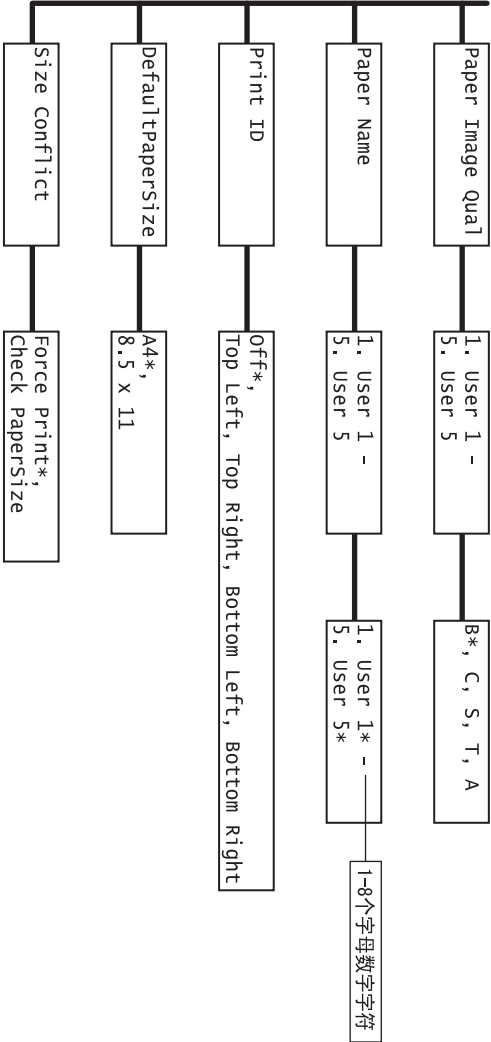 Paper Image Qual
1. User 1 -
5. User 5
B*, C, S, T, A
Paper Name
1. User 1 -
5. User 5
1. User 1* -
5. User 5*
1–8个字母数字字符
Print ID
Off*,
Top Left, Top Right, Bottom Left, Bottom Right
DefaultPaperSize
A4*,
8.5 x 11
Size Conflict
Force Print*,
Check PaperSize